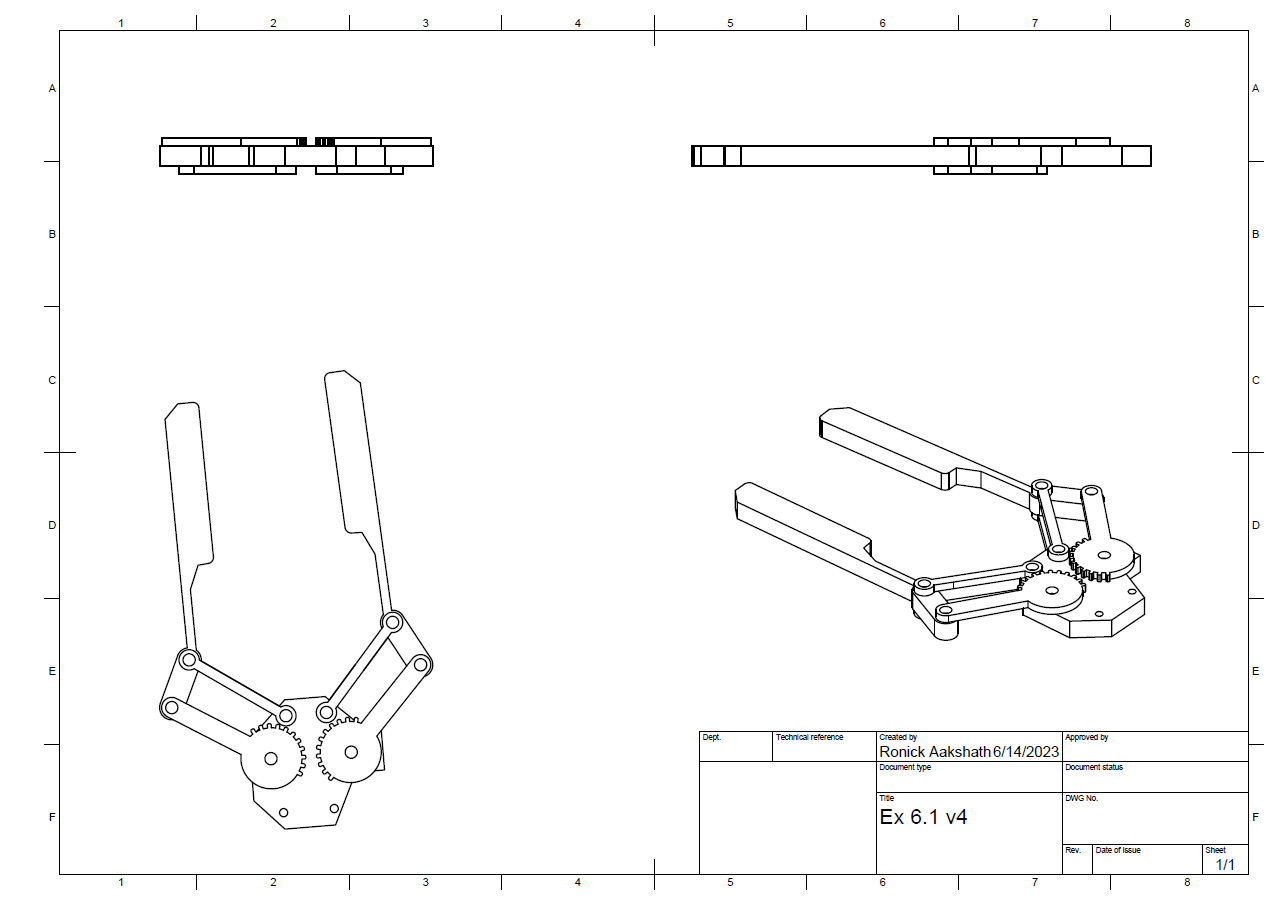 1 2 3 4 5 6 7 8
A A
B B
C C
D D
E E
Dept. Technical reference Created by Approved by
Ronick Aakshath 6/14/2023
Document type Document status
Title DWG No.
Ex 6.1 v4
F F
Rev. Date of issue Sheet
1/1
1 2 3 4 5 6 7 8